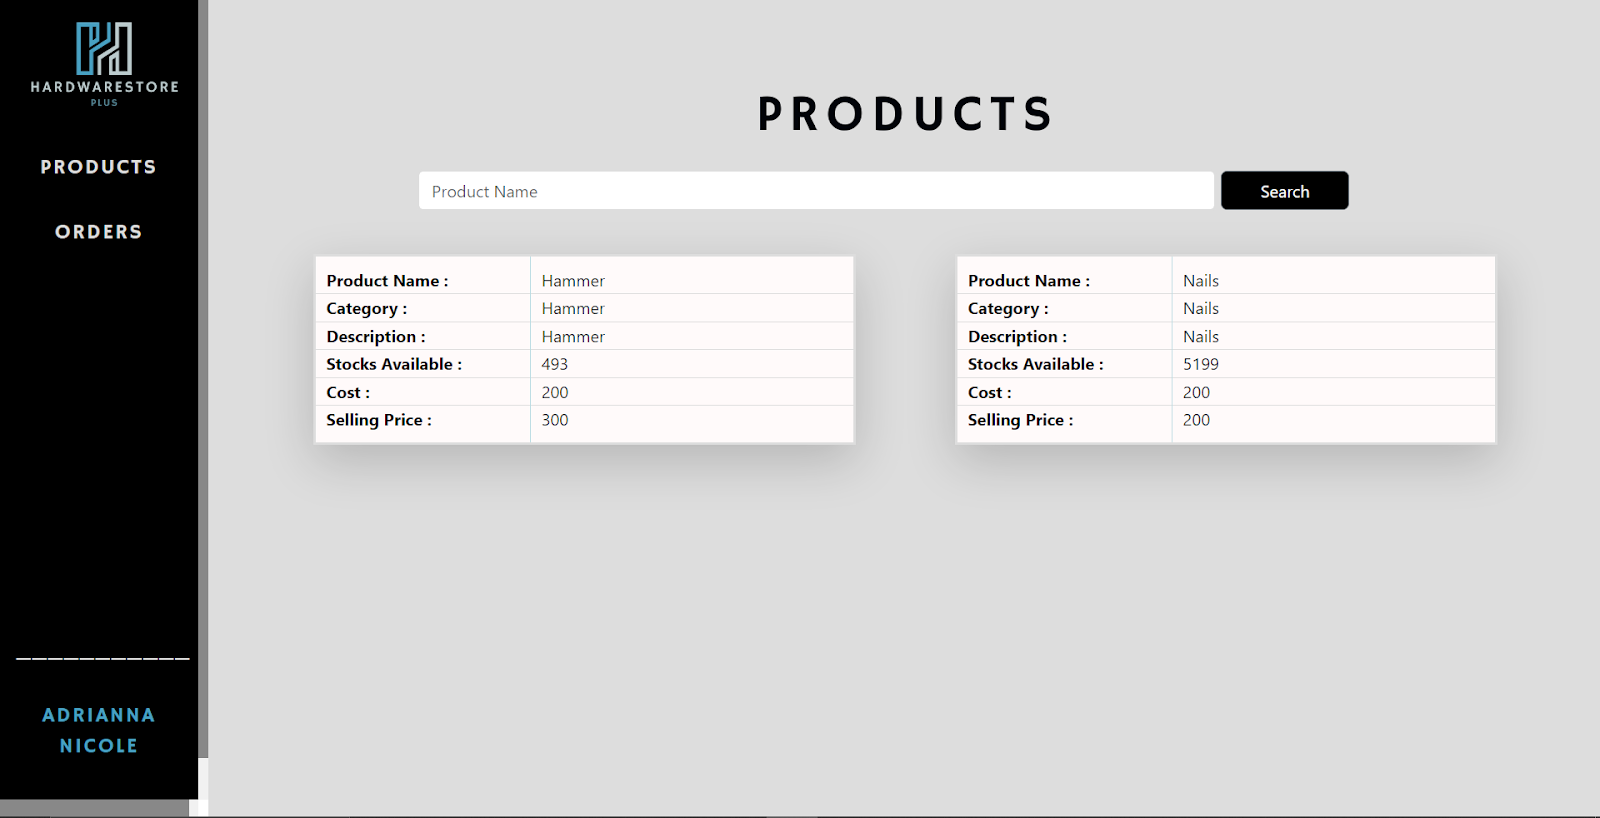 HARDWARESTORE
PLUS
PRODUCTS
ORDERS
ADRIANNA
NICOLE
PRODUCTS
Product Name Search
Product Name : Hammer
Category : Hammer
Description : Hammer
Stocks Available : 493
Cost : 200
Selling Price : 300
Product Name : Nails
Category : Nails
Description : Nails
Stocks Available : 5199
Cost : 200
Selling Price : 200